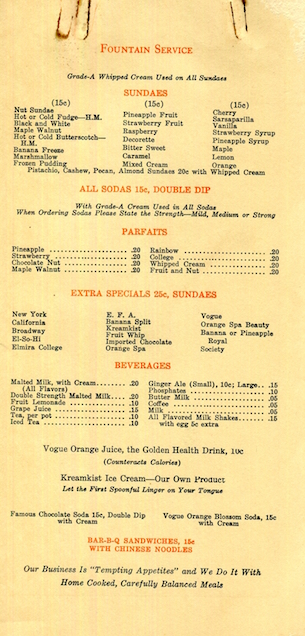 FOUNTAIN SERVICE
Grade-A Whipped Cream Used on All Sundaes
SUNDAES
(15c) (15c) (15c)
Nut Sundae
Hot or Cold Fudge—H.M.
Black and White
Maple Walnut
Hot or Cold Butterscotch—
H.M.
Banana Freeze
Marshmallow
Frozen Pudding
Pineapple Fruit
Strawberry Fruit
Raspberry
Decorette
Bitter Sweet
Caramel
Mixed Cream
Cherry
Sarsaparilla
Vanilla
Strawberry Syrup
Pineapple Syrup
Maple
Lemon
Orange
Pistachio, Cashew, Pecan, Almond Sundaes 20c with Whipped Cream
ALL SODAS 15c, DOUBLE DIP
With Grade-A Cream Used in All Sodas
When Ordering Sodas Please State the Strength—Mild, Medium or Strong
PARFAITS
Pineapple .................. .20
Strawberry ................. .20
Chocolate Nut .............. .20
Maple Walnut ............... .20
Rainbow .................... .20
College .................... .20
Whipped Cream .............. .20
Fruit and Nut .............. .20
EXTRA SPECIALS 25c, SUNDAES
New York
California
Broadway
El-So-Hi
Elmira College
E. F. A.
Banana Split
Kreamkist
Fruit Whip
Imported Chocolate
Orange Spa
Vogue
Orange Spa Beauty
Banana or Pineapple
Royal
Society
BEVERAGES
Malted Milk, with Cream....... .20
(All Flavors)
Double Strength Malted Milk.... .20
Fruit Lemonade ............. .10
Grape Juice ................ .15
Tea, per pot ............... .10
Iced Tea ................... .10
Ginger Ale (Small), 10c; Large.. .15
Phosphates ................. .10
Butter Milk ................ .05
Coffee ..................... .05
Milk ....................... .05
All Flavored Milk Shakes...... .15
with egg 5c extra
Vogue Orange Juice, the Golden Health Drink, 10c
(Counteracts Calories)
Kreamkist Ice Cream—Our Own Product
Let the First Spoonful Linger on Your Tongue
Famous Chocolate Soda 15c, Double Dip
with Cream
Vogue Orange Blossom Soda, 15c
with Cream
BAR-B-Q SANDWICHES, 15c
WITH CHINESE NOODLES
Our Business Is "Tempting Appetites" and We Do It With
Home Cooked, Carefully Balanced Meals